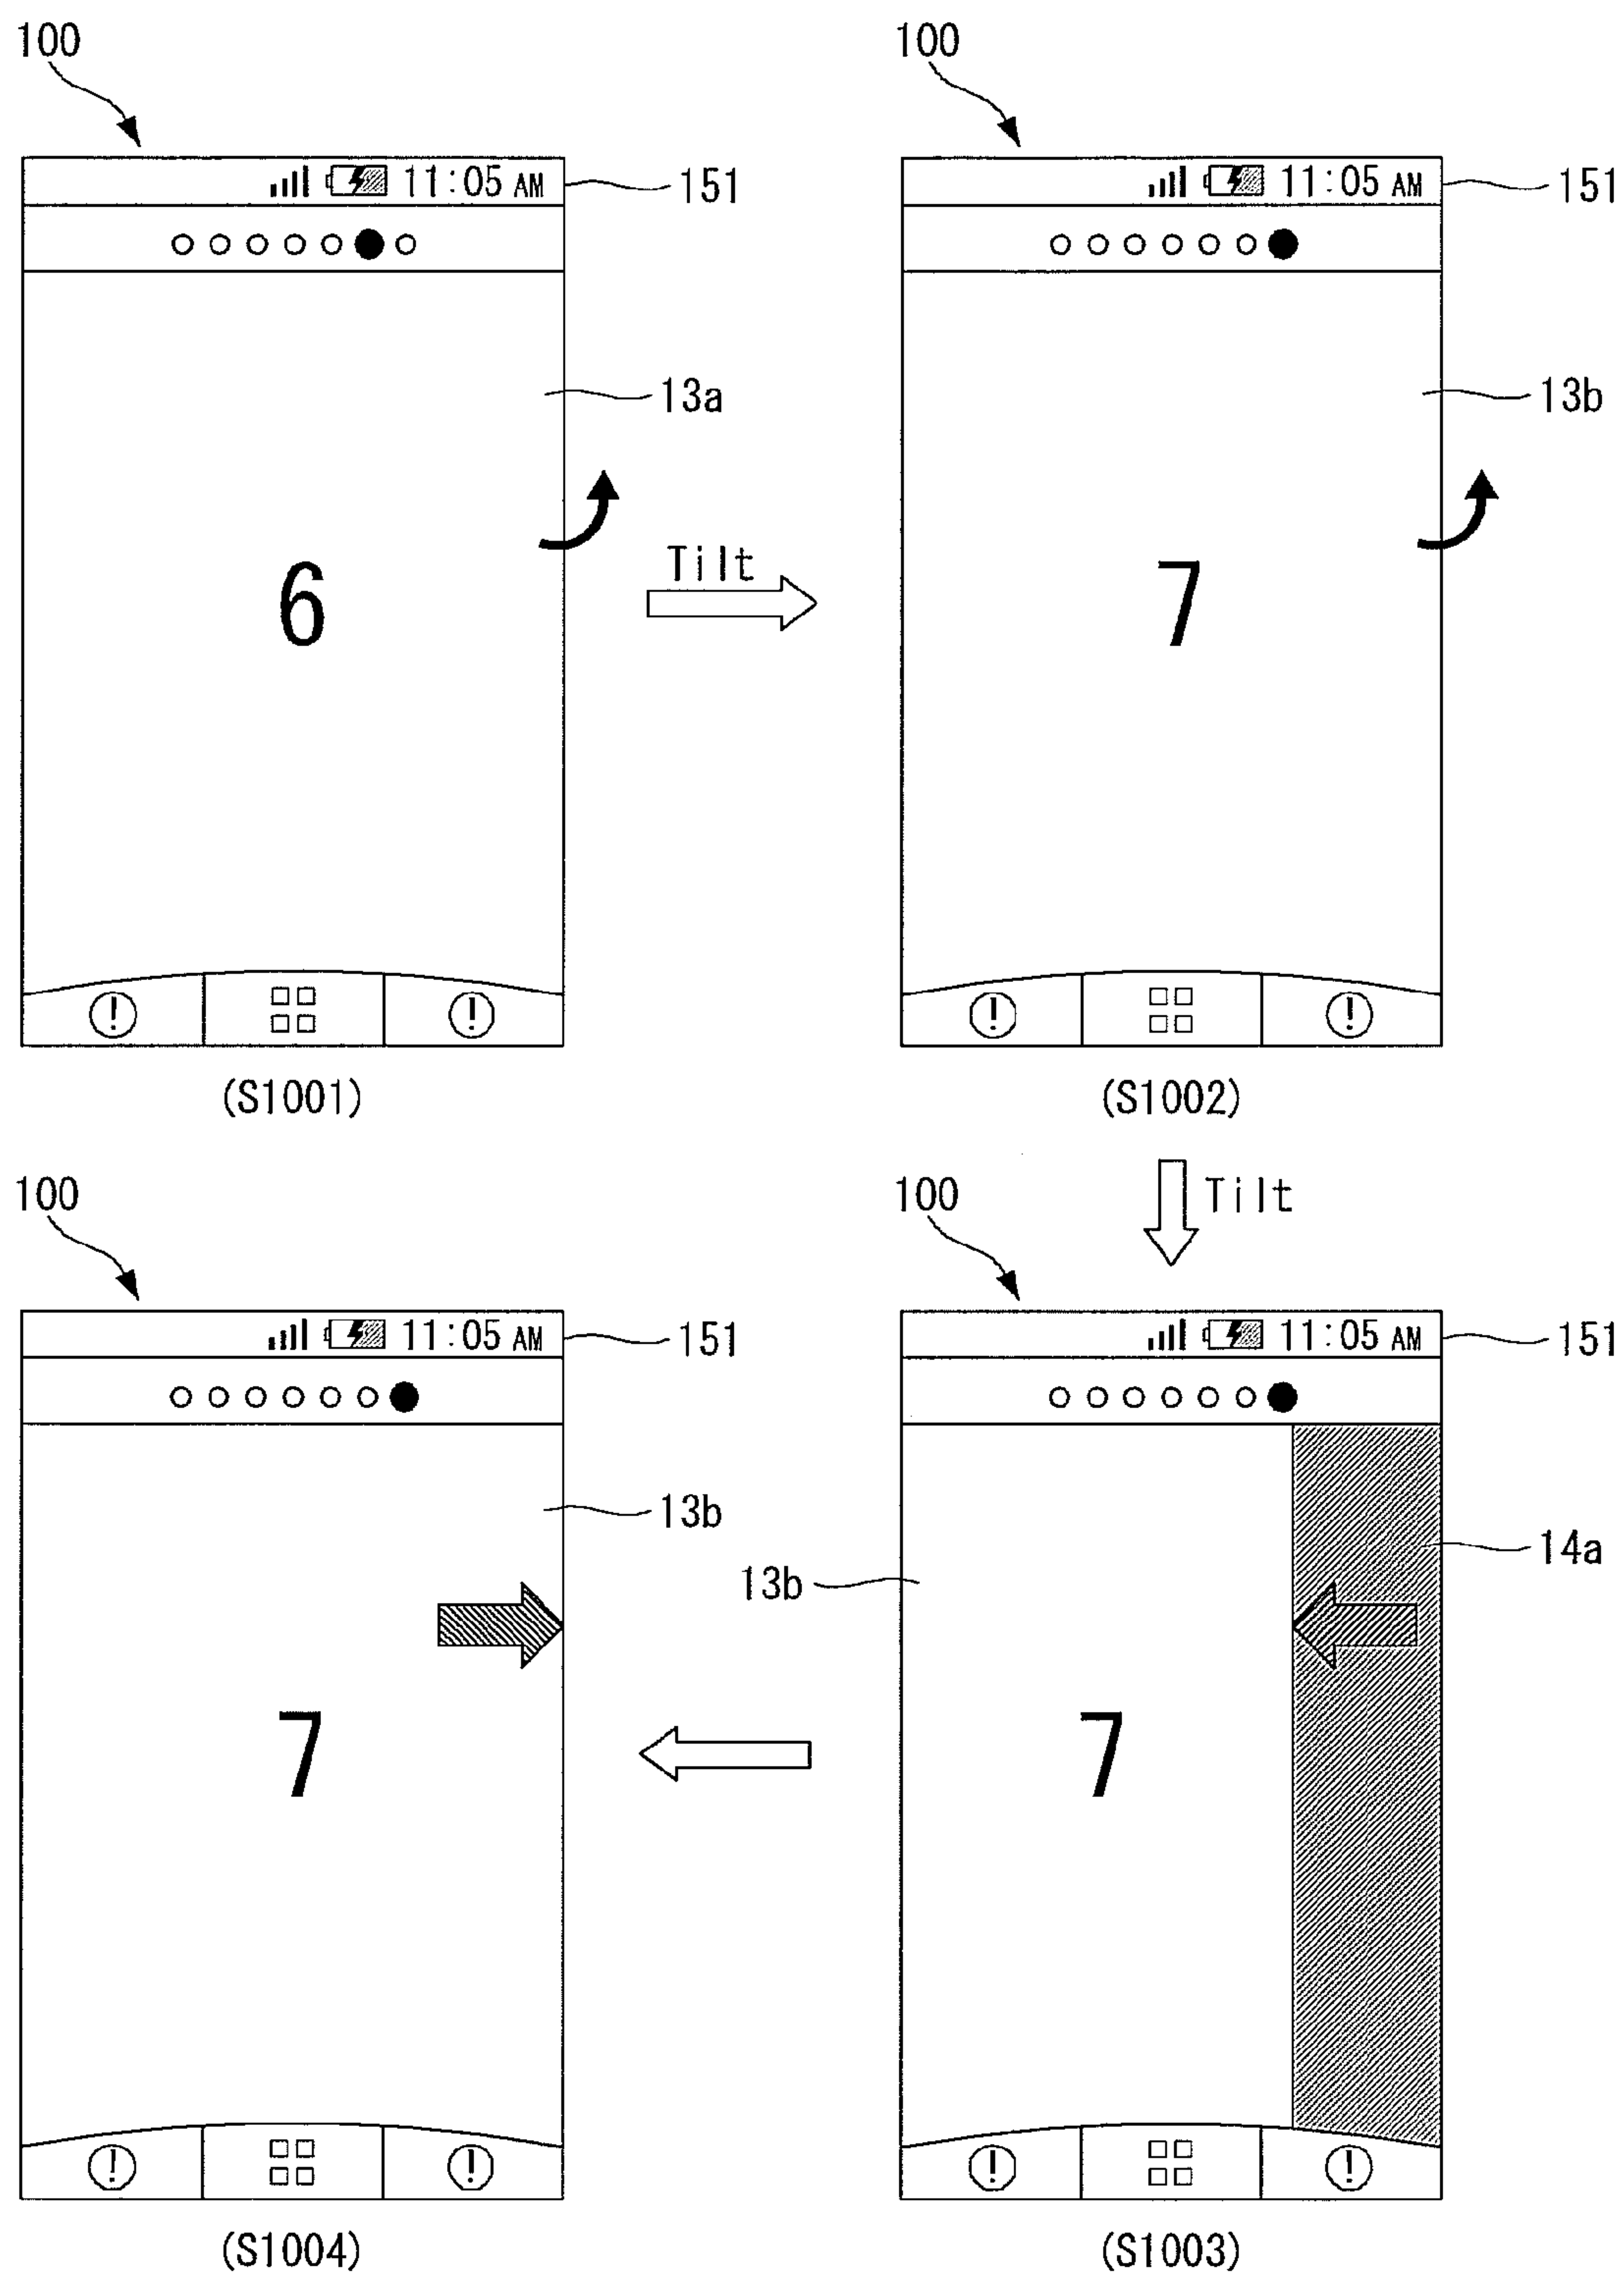 100 100
11:05 AM 151 11:05 AM 151
13a 13b
6 Tilt 7
! ! ! !
(S1001) (S1002)
100 100 Tilt
11:05 AM 151 11:05 AM 151
13b 14a
13b
7 7
! ! ! !
(S1004) (S1003)